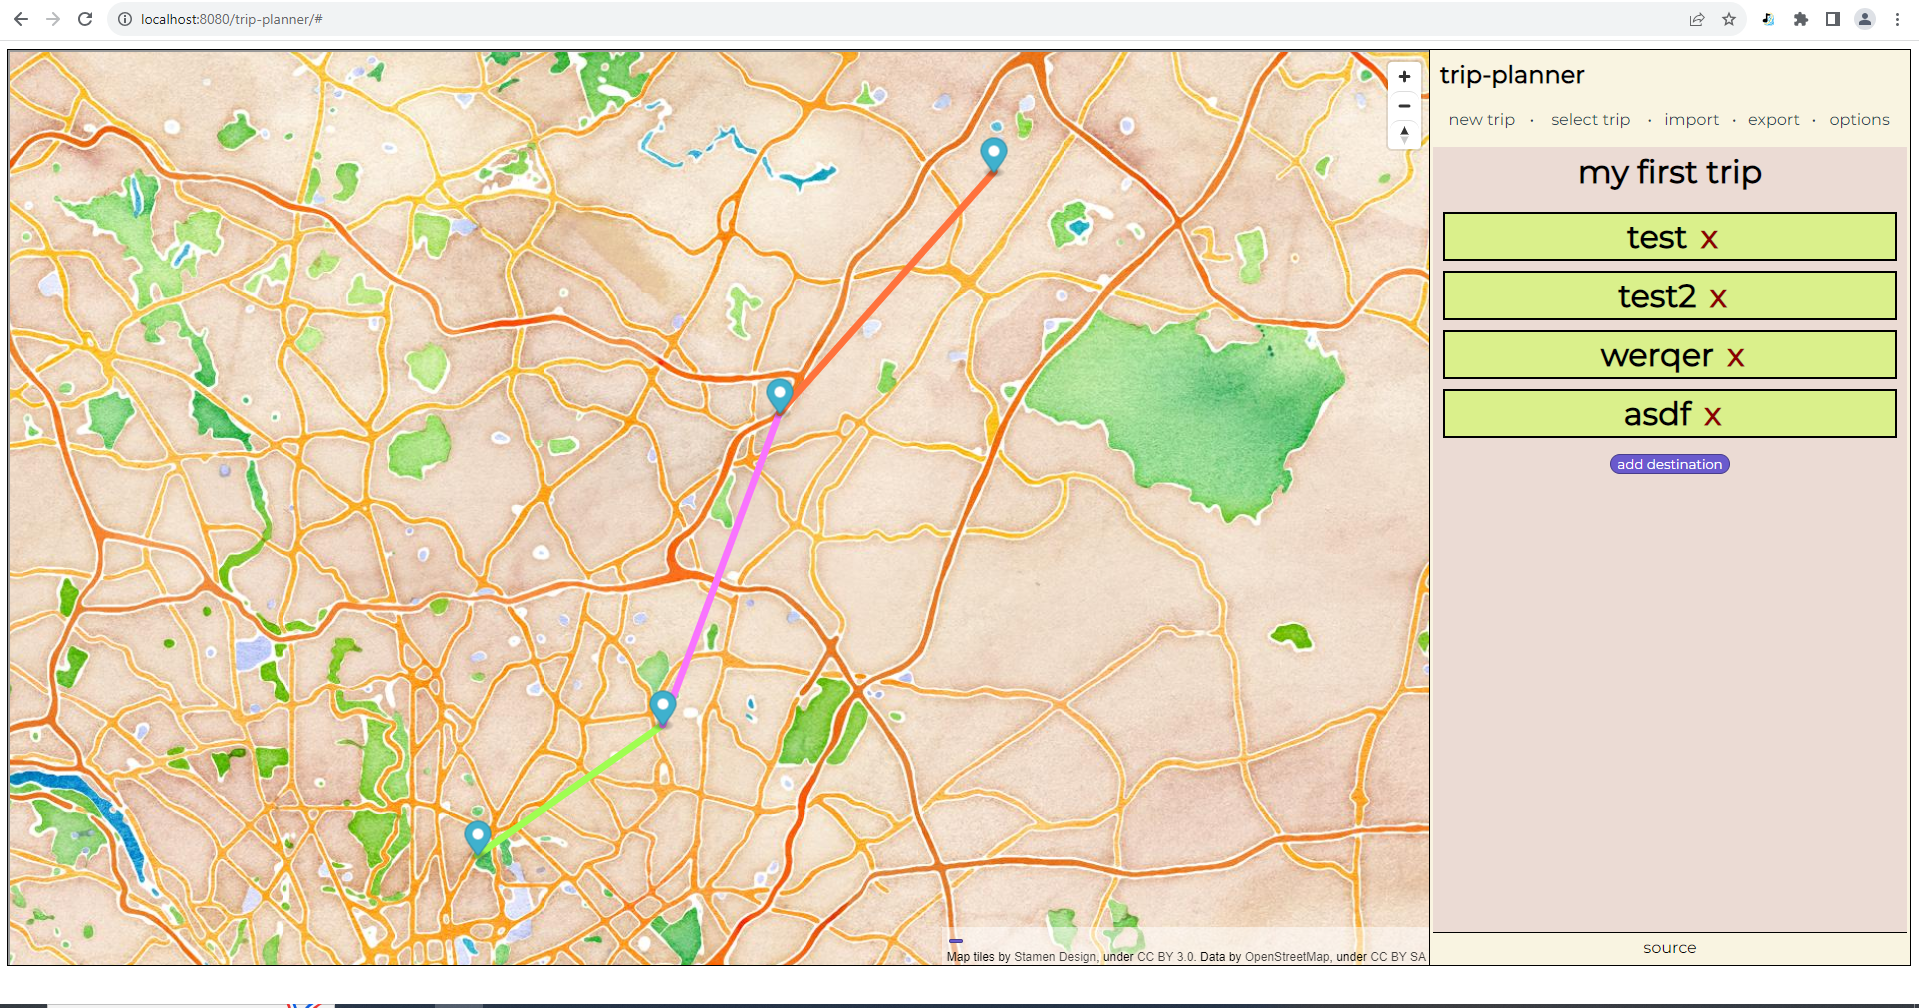 localhost:8080/trip-planner/#
trip-planner
new trip · select trip · import · export · options
my first trip
test x
test2 x
werqer x
asdf x
add destination
Map tiles by Stamen Design, under CC BY 3.0. Data by OpenStreetMap, under CC BY SA
source